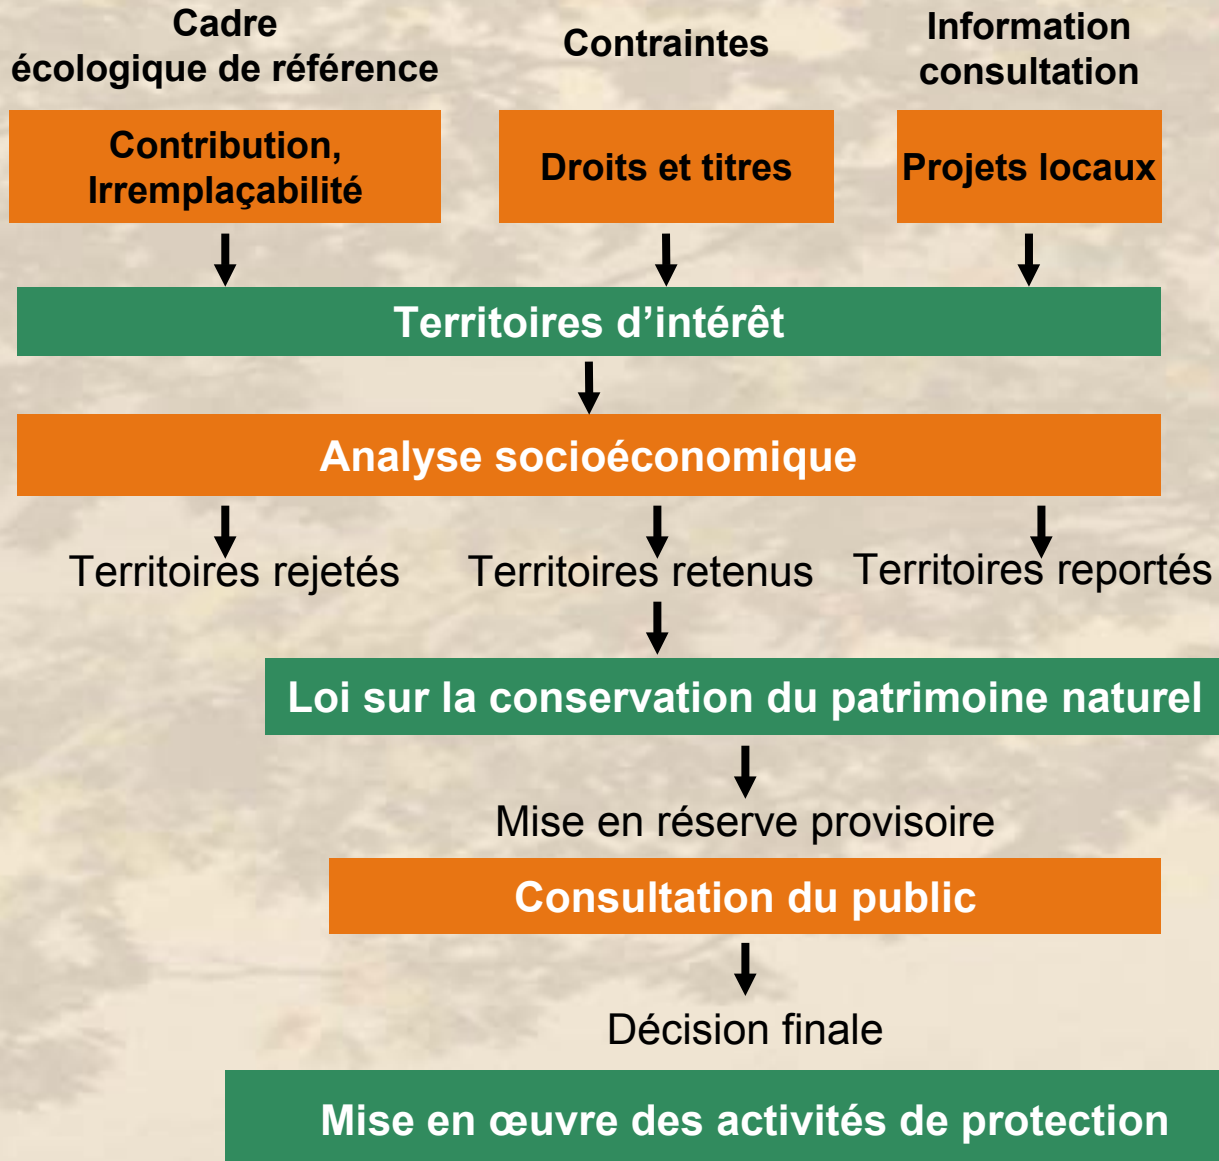 Cadre
écologique de référence
Contraintes
Information
consultation
Contribution,
Irremplaçabilité
Droits et titres
Projets locaux
Territoires d’intérêt
Analyse socioéconomique
Territoires rejetés
Territoires retenus
Territoires reportés
Loi sur la conservation du patrimoine naturel
Mise en réserve provisoire
Consultation du public
Décision finale
Mise en œuvre des activités de protection